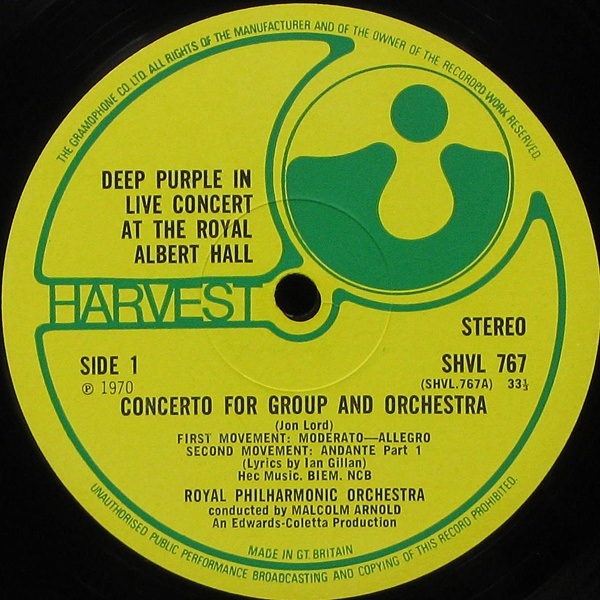 THE GRAMOPHONE CO. LTD. ALL RIGHTS OF THE MANUFACTURER AND OF THE OWNER OF THE RECORDED WORK RESERVED.
DEEP PURPLE IN
LIVE CONCERT
AT THE ROYAL
ALBERT HALL
HARVEST
STEREO
SIDE 1
SHVL 767
℗ 1970
(SHVL.767A) 33⅓
CONCERTO FOR GROUP AND ORCHESTRA
(Jon Lord)
FIRST MOVEMENT: MODERATO—ALLEGRO
SECOND MOVEMENT: ANDANTE Part 1
(Lyrics by Ian Gillan)
Hec Music. BIEM. NCB
ROYAL PHILHARMONIC ORCHESTRA
conducted by MALCOLM ARNOLD
An Edwards-Coletta Production
MADE IN GT. BRITAIN
UNAUTHORISED PUBLIC PERFORMANCE BROADCASTING AND COPYING OF THIS RECORD PROHIBITED.